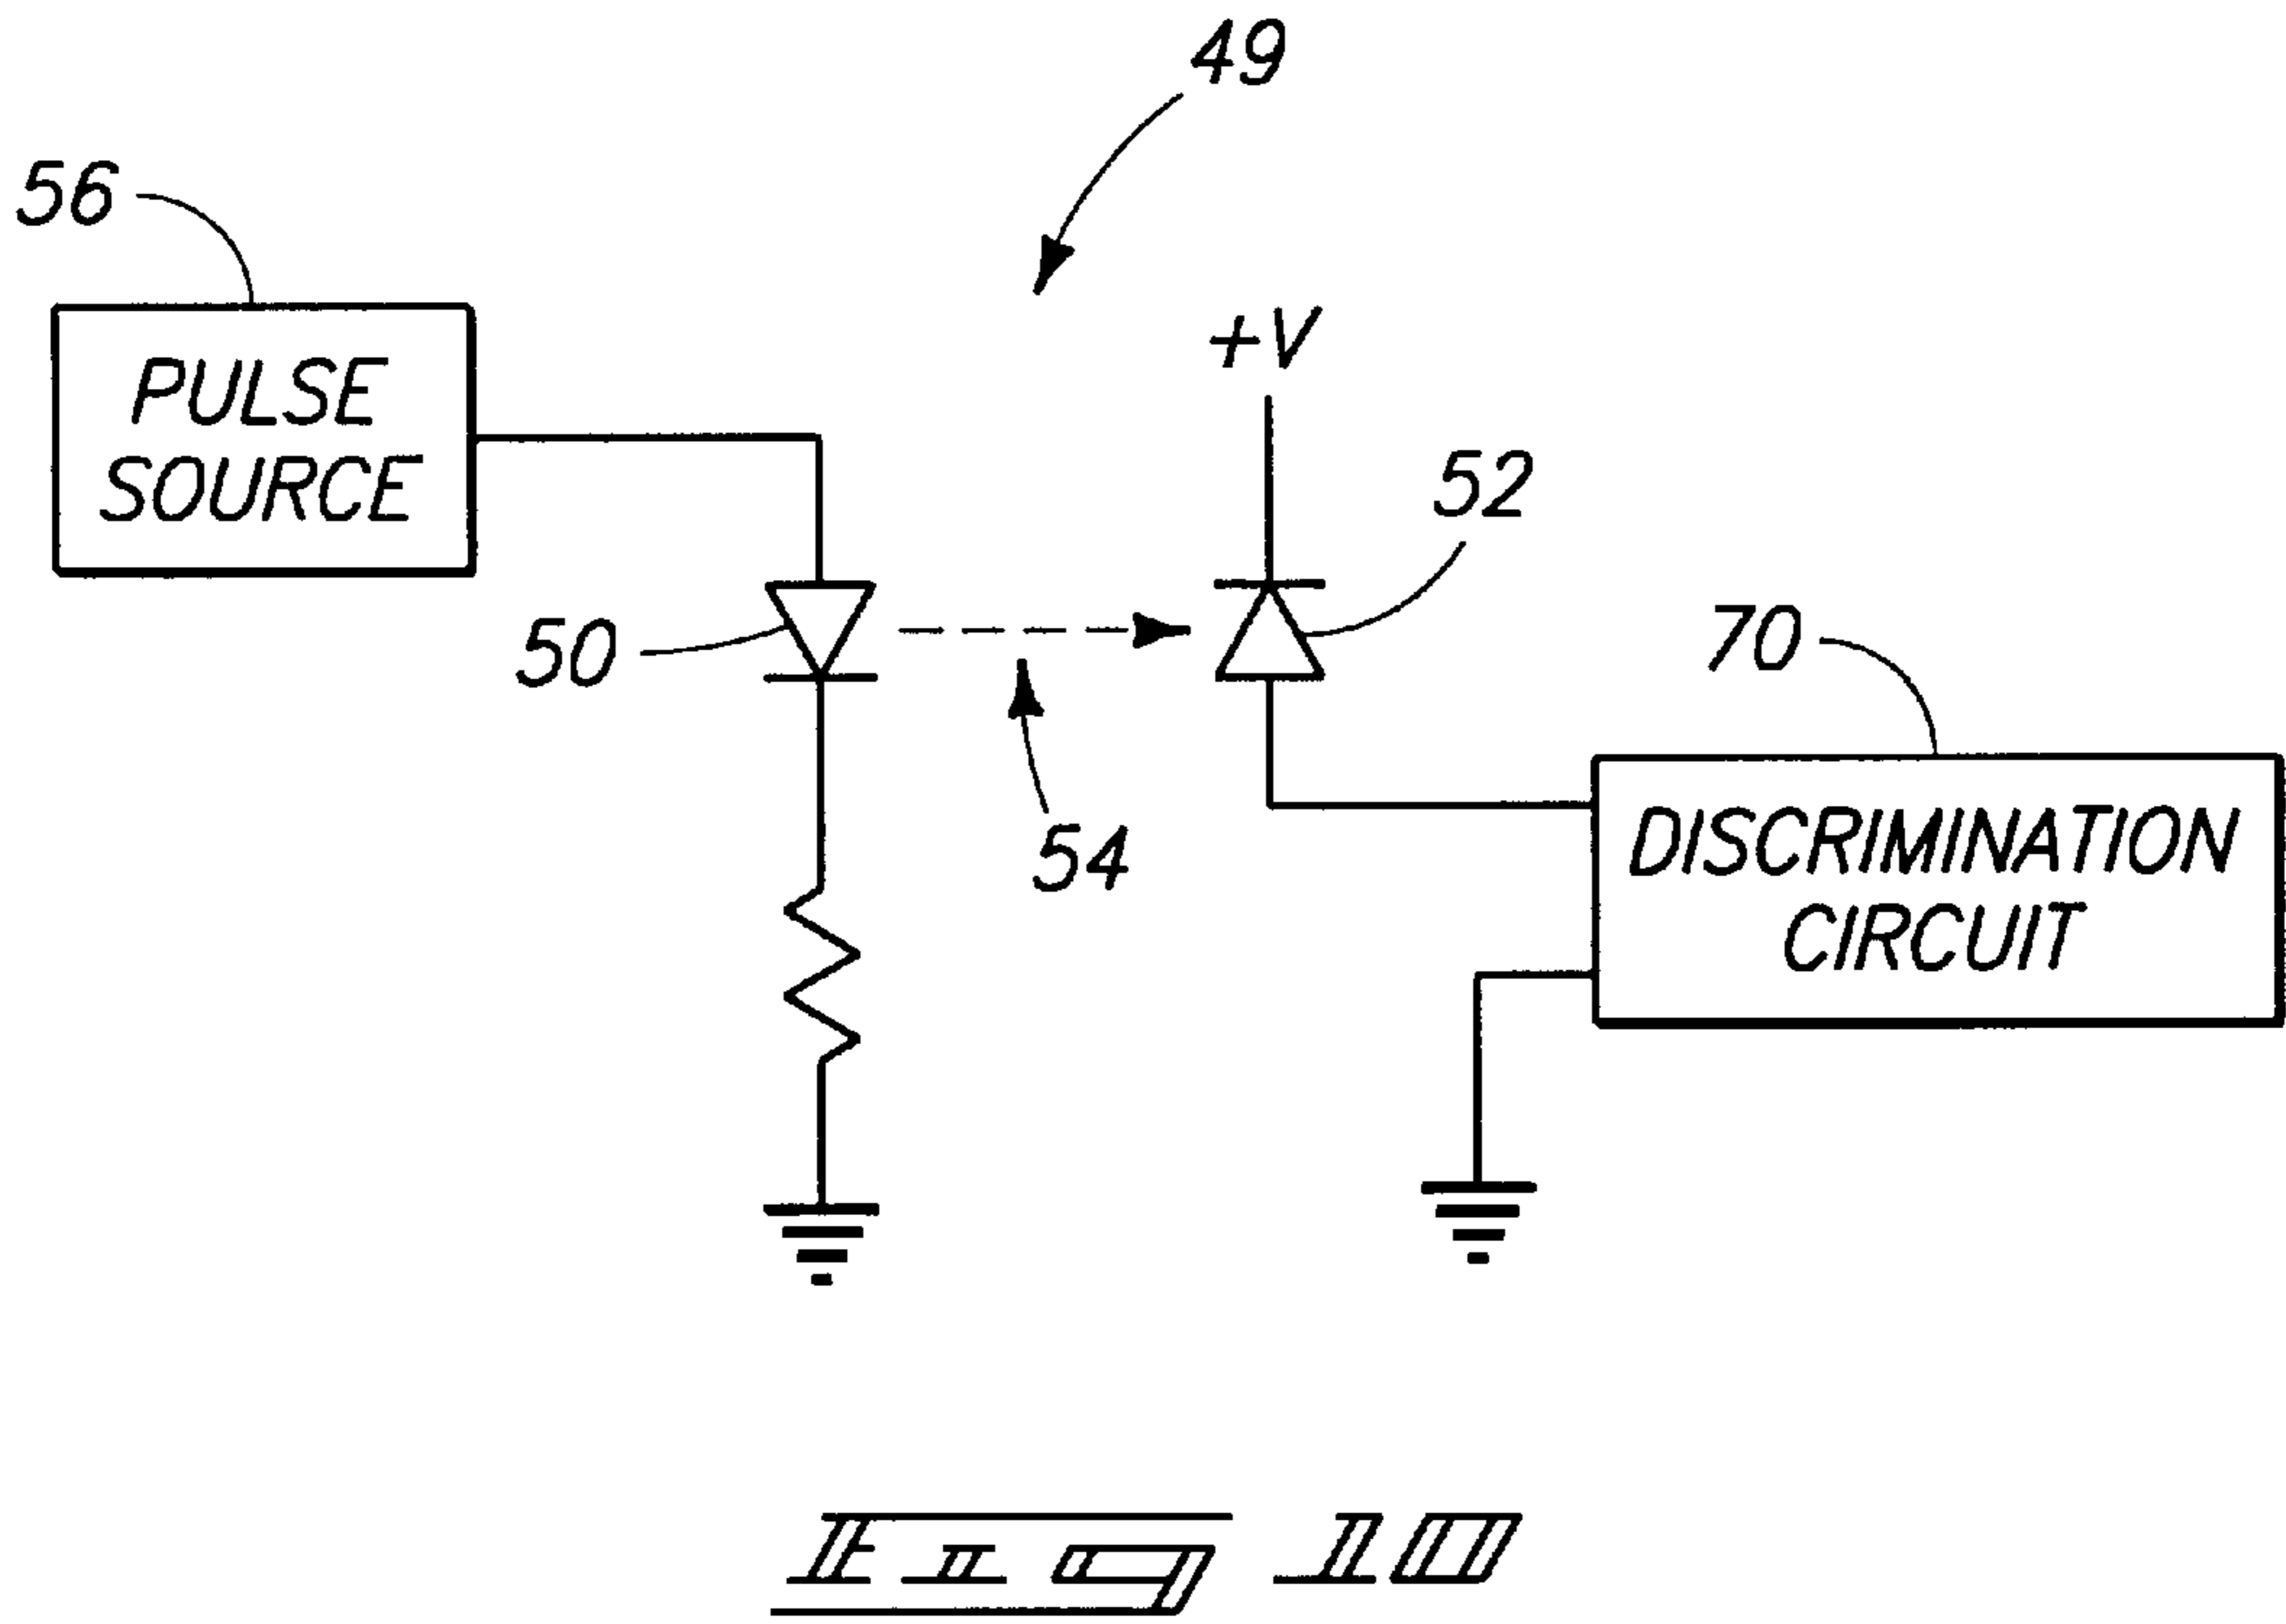 49
56
PULSE
SOURCE
+V
52
50
70
54
DISCRIMINATION
CIRCUIT
Fig 10